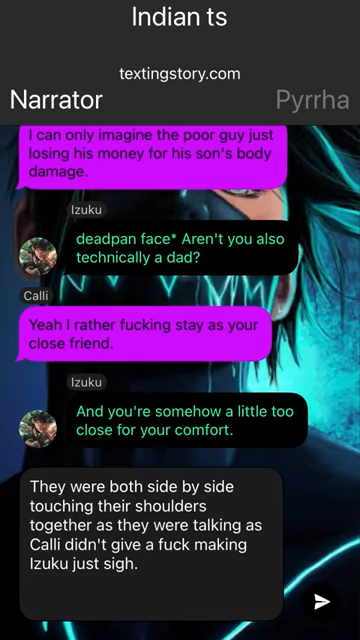 Indian ts
textingstory.com
Narrator
Pyrrha
I can only imagine the poor guy just
losing his money for his son's body
damage.
Izuku
deadpan face* Aren't you also
technically a dad?
Calli
Yeah I rather fucking stay as your
close friend.
Izuku
And you're somehow a little too
close for your comfort.
They were both side by side
touching their shoulders
together as they were talking as
Calli didn't give a fuck making
Izuku just sigh.